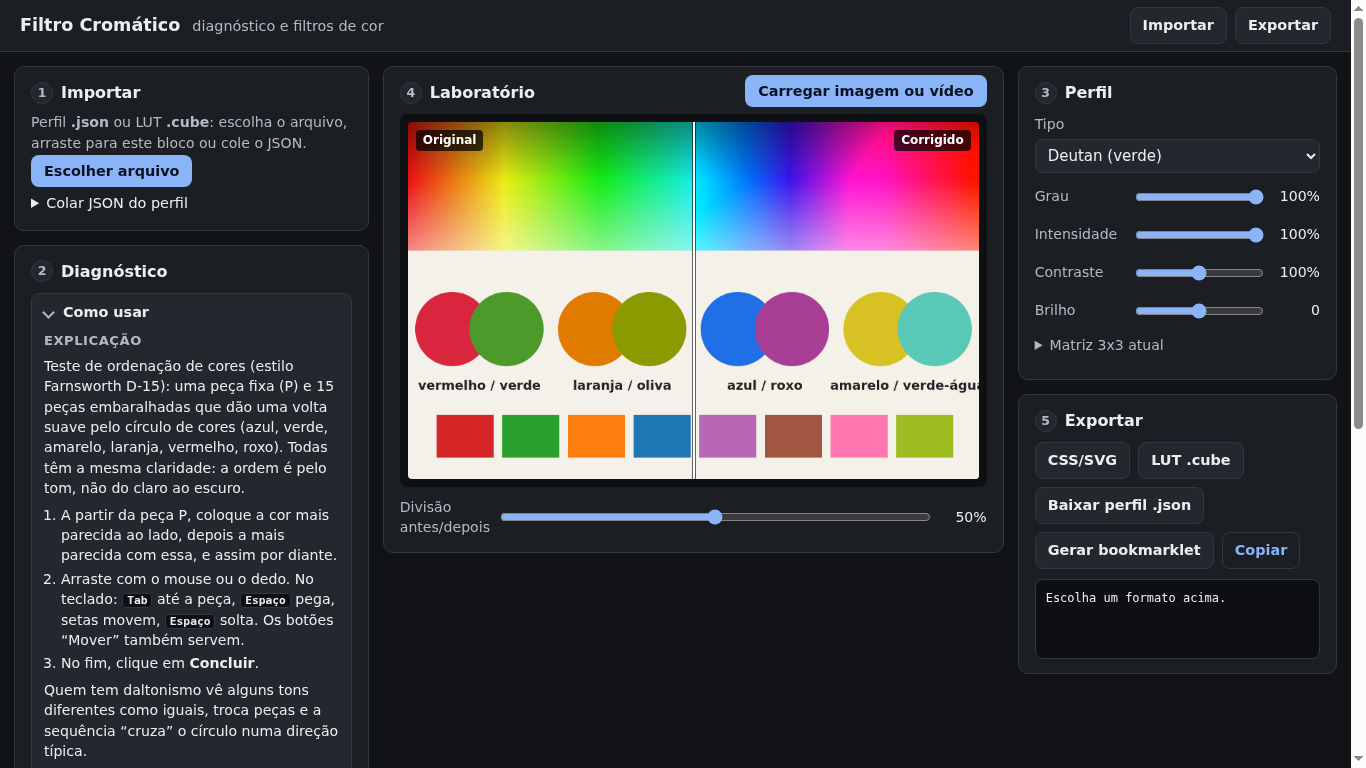 Filtro Cromático diagnóstico e filtros de cor
Importar
Exportar
1 Importar
Perfil .json ou LUT .cube: escolha o arquivo,
arraste para este bloco ou cole o JSON.
Escolher arquivo
Colar JSON do perfil
2 Diagnóstico
Como usar
EXPLICAÇÃO
Teste de ordenação de cores (estilo
Farnsworth D-15): uma peça fixa (P) e 15
peças embaralhadas que dão uma volta
suave pelo círculo de cores (azul, verde,
amarelo, laranja, vermelho, roxo). Todas
têm a mesma claridade: a ordem é pelo
tom, não do claro ao escuro.
1. A partir da peça P, coloque a cor mais
parecida ao lado, depois a mais
parecida com essa, e assim por diante.
2. Arraste com o mouse ou o dedo. No
teclado: Tab até a peça, Espaço pega,
setas movem, Espaço solta. Os botões
“Mover” também servem.
3. No fim, clique em Concluir.
Quem tem daltonismo vê alguns tons
diferentes como iguais, troca peças e a
sequência “cruza” o círculo numa direção
típica.
4 Laboratório
Carregar imagem ou vídeo
Original
Corrigido
vermelho / verde
laranja / oliva
azul / roxo
amarelo / verde-água
Divisão
antes/depois
50%
3 Perfil
Tipo
Deutan (verde)
Grau 100%
Intensidade 100%
Contraste 100%
Brilho 0
Matriz 3x3 atual
5 Exportar
CSS/SVG
LUT .cube
Baixar perfil .json
Gerar bookmarklet
Copiar
Escolha um formato acima.